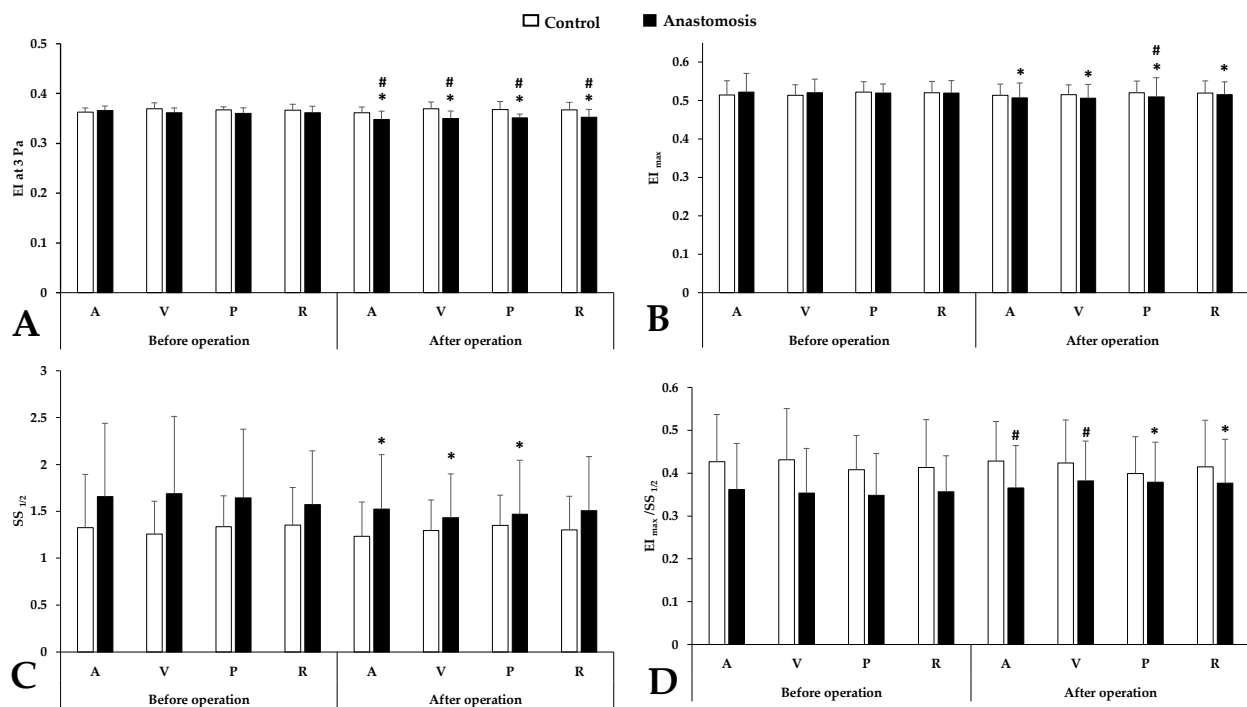 Control Anastomosis
0.5
0.4
0.3
0.2
0.1
0
EI at 3 Pa
# # # #
* * * *
A V P R A V P R
Before operation After operation
A
0.6
0.5
0.4
0.3
0.2
0.1
0
EI max
#
* * * *
A V P R A V P R
Before operation After operation
B
3
2.5
2
1.5
1
0.5
0
SS 1/2
* * *
A V P R A V P R
Before operation After operation
C
0.6
0.5
0.4
0.3
0.2
0.1
0
EI max /SS 1/2
# # * *
A V P R A V P R
Before operation After operation
D